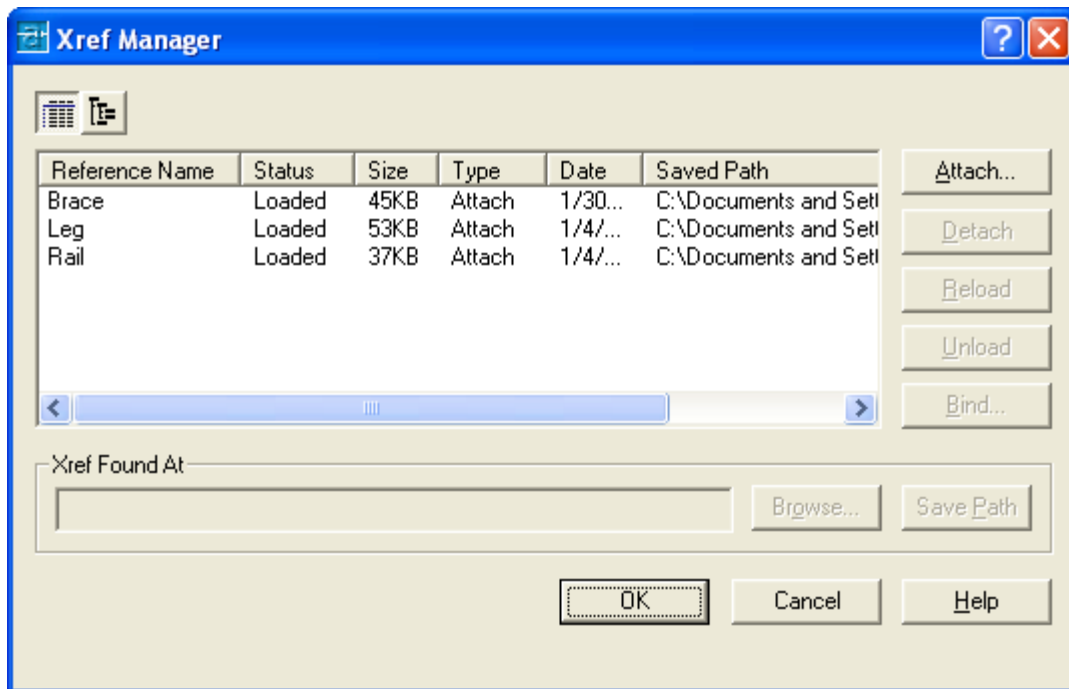 Xref Manager
Reference Name Status Size Type Date Saved Path
Brace Loaded 45KB Attach 1/30... C:\Documents and Sett
Leg Loaded 53KB Attach 1/4/... C:\Documents and Sett
Rail Loaded 37KB Attach 1/4/... C:\Documents and Sett
Attach...
Detach
Reload
Unload
Bind...
Xref Found At
Browse... Save Path
OK Cancel Help